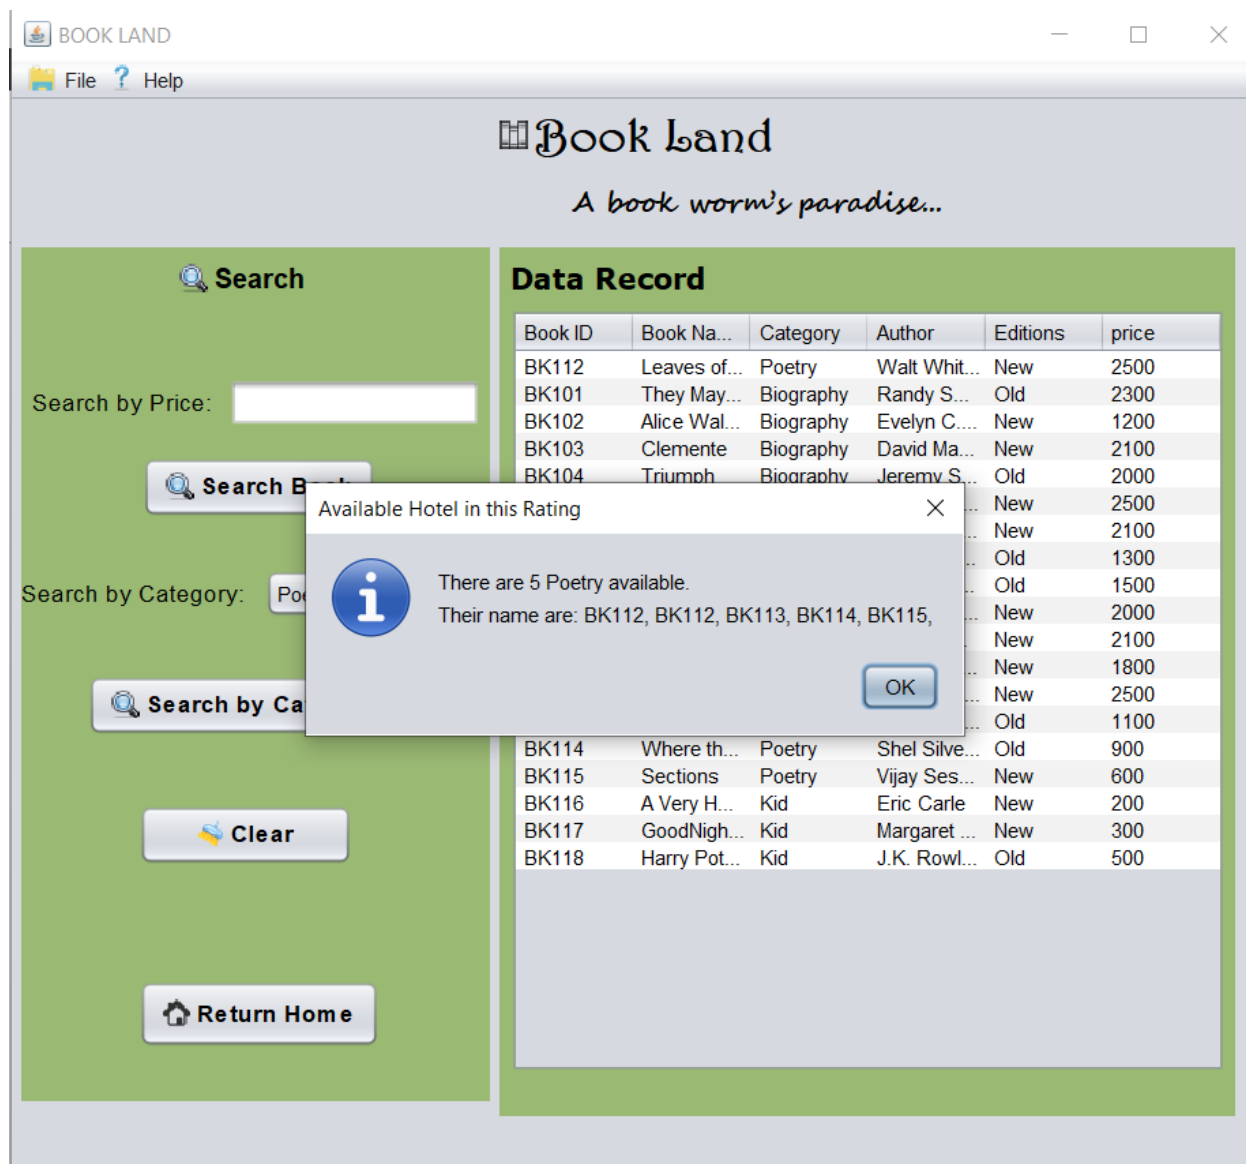 BOOK LAND
File Help
Book Land
A book worm's paradise...
Search
Search by Price:
Search B
Search by Category: Po
Search by Ca
Clear
Return Home
Data Record
Book ID Book Na... Category Author Editions price
BK112 Leaves of... Poetry Walt Whit... New 2500
BK101 They May... Biography Randy S... Old 2300
BK102 Alice Wal... Biography Evelyn C.... New 1200
BK103 Clemente Biography David Ma... New 2100
BK104 Triumph Biography Jeremy S... Old 2000
New 2500
New 2100
Old 1300
Old 1500
New 2000
New 2100
New 1800
New 2500
Old 1100
BK114 Where th... Poetry Shel Silve... Old 900
BK115 Sections Poetry Vijay Ses... New 600
BK116 A Very H... Kid Eric Carle New 200
BK117 GoodNigh... Kid Margaret ... New 300
BK118 Harry Pot... Kid J.K. Rowl... Old 500
Available Hotel in this Rating
There are 5 Poetry available.
Their name are: BK112, BK112, BK113, BK114, BK115,
OK